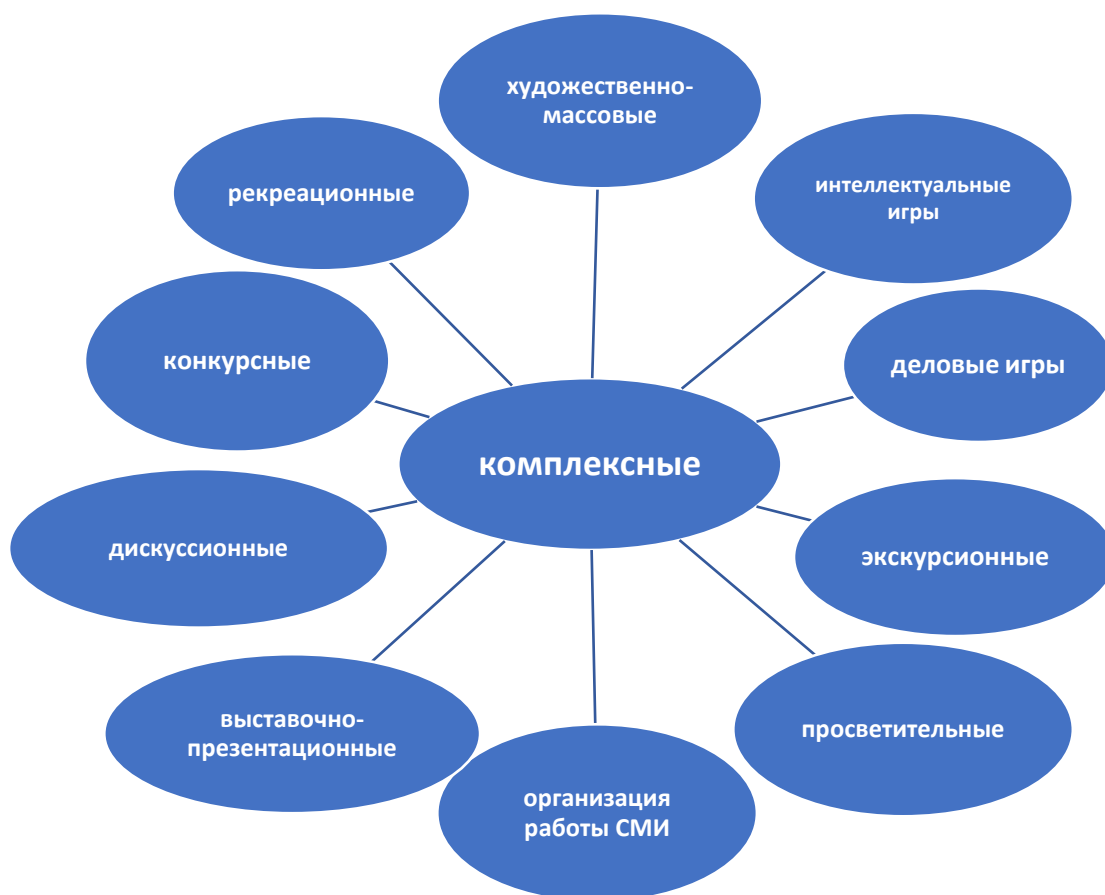 художественно-
массовые
интеллектуальные
игры
рекреационные
деловые игры
конкурсные
комплексные
дискуссионные
экскурсионные
выставочно-
презентационные
просветительные
организация
работы СМИ